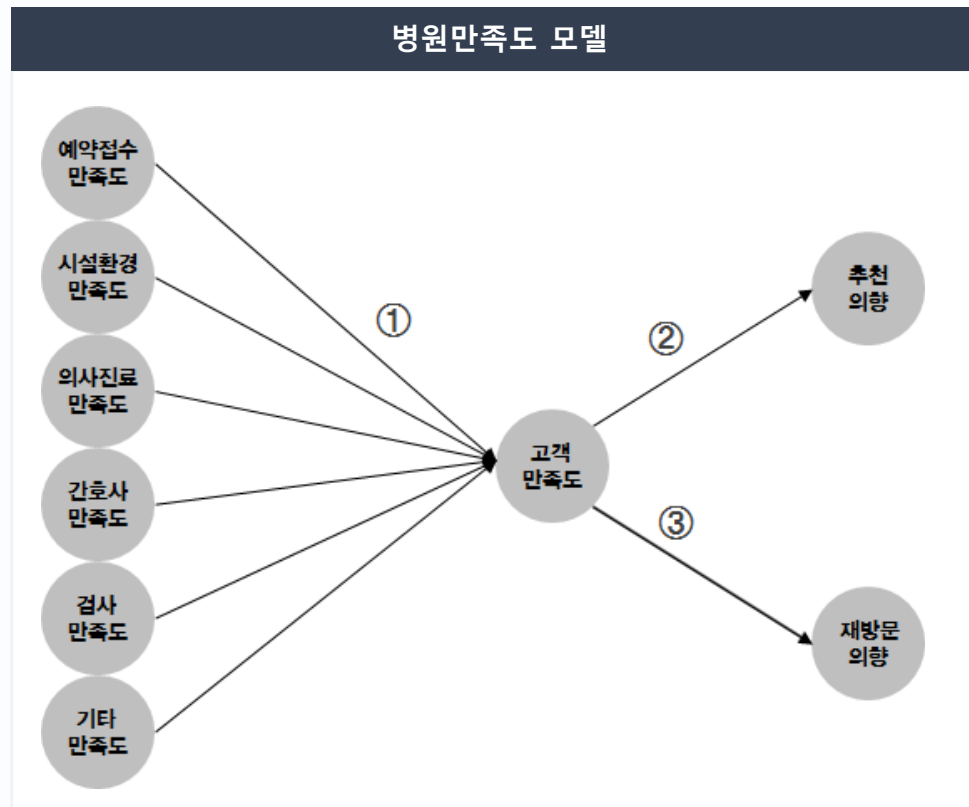 병원만족도 모델
예약접수
만족도
시설환경
만족도
의사진료
만족도
간호사
만족도
검사
만족도
기타
만족도
①
고객
만족도
②
③
추천
의향
재방문
의향